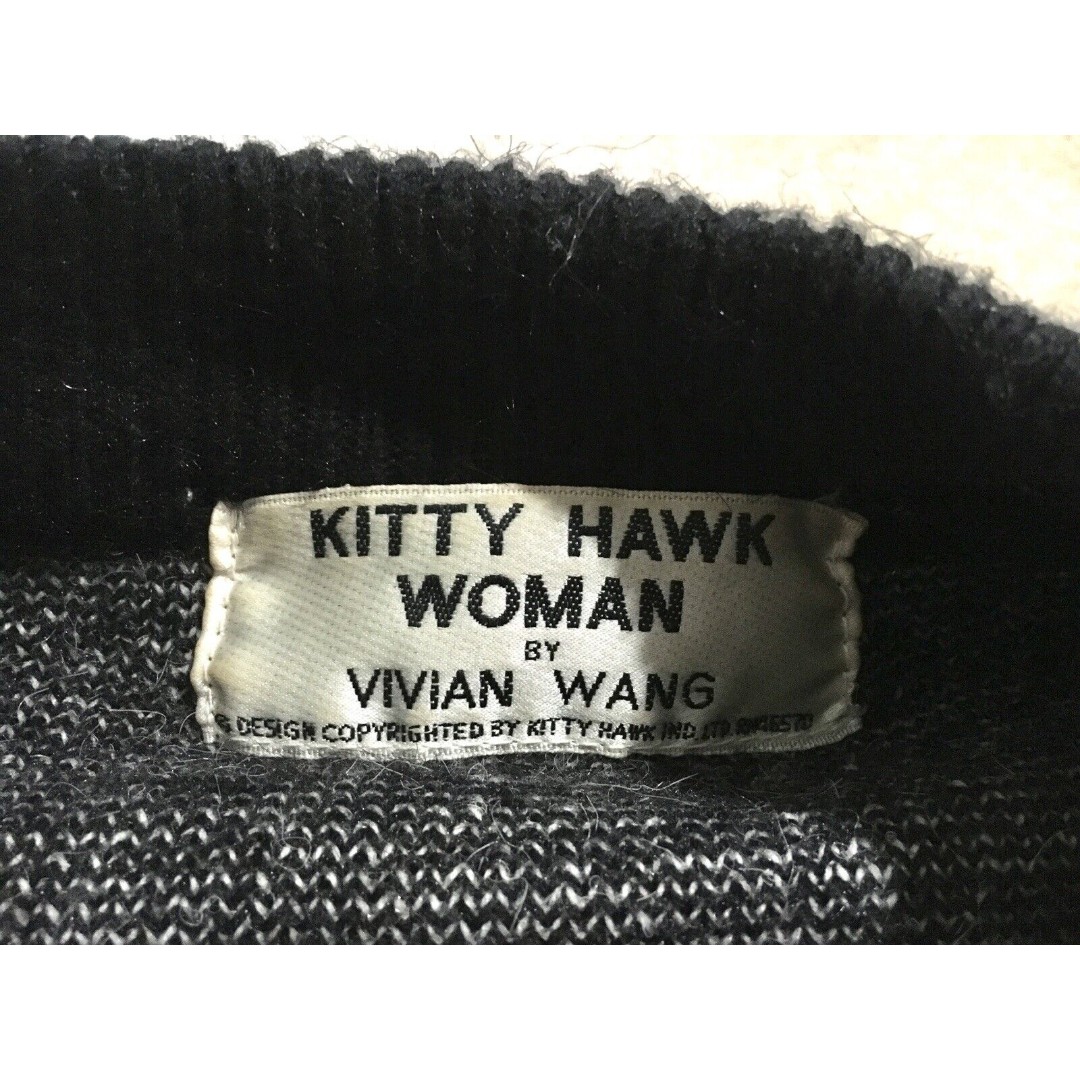 KITTY HAWK
WOMAN
BY
VIVIAN WANG
DESIGN COPYRIGHTED BY KITTY HAWK IND. LTD.